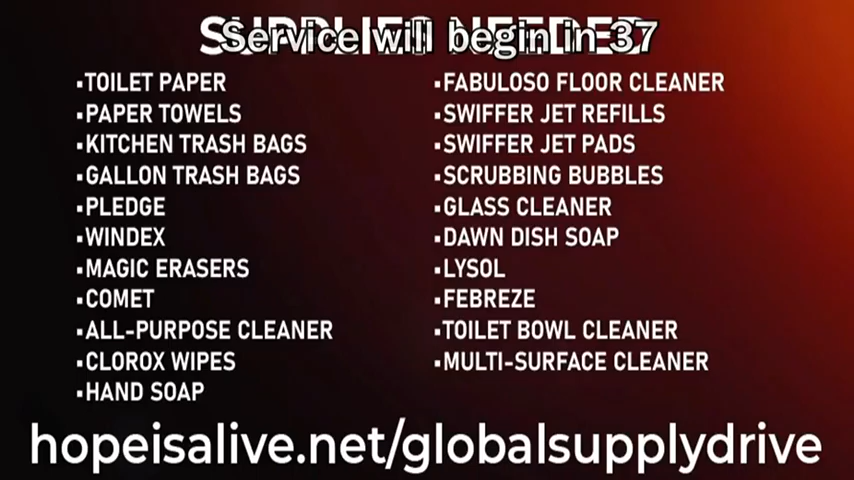 SUPPLIES NEEDED
Service will begin in 37
▪TOILET PAPER
▪PAPER TOWELS
▪KITCHEN TRASH BAGS
▪GALLON TRASH BAGS
▪PLEDGE
▪WINDEX
▪MAGIC ERASERS
▪COMET
▪ALL-PURPOSE CLEANER
▪CLOROX WIPES
▪HAND SOAP
▪FABULOSO FLOOR CLEANER
▪SWIFFER JET REFILLS
▪SWIFFER JET PADS
▪SCRUBBING BUBBLES
▪GLASS CLEANER
▪DAWN DISH SOAP
▪LYSOL
▪FEBREZE
▪TOILET BOWL CLEANER
▪MULTI-SURFACE CLEANER
hopeisalive.net/globalsupplydrive